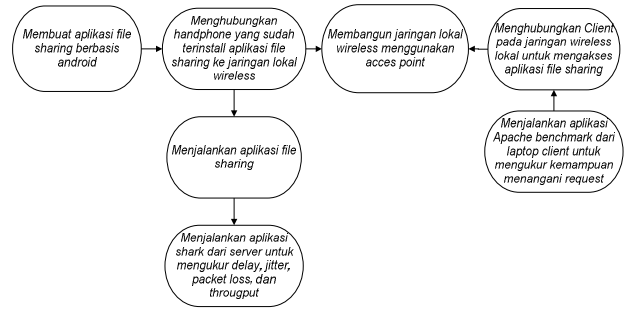 Membuat aplikasi file
sharing berbasis
android
Menghubungkan
handphone yang sudah
terinstall aplikasi file
sharing ke jaringan lokal
wireless
Membangun jaringan lokal
wireless menggunakan
acces point
Menghubungkan Client
pada jaringan wireless
lokal untuk mengakses
aplikasi file sharing
Menjalankan aplikasi
Apache benchmark dari
laptop client untuk
mengukur kemampuan
menangani request
Menjalankan aplikasi file
sharing
Menjalankan aplikasi
shark dari server untuk
mengukur delay, jitter,
packet loss, dan
througput